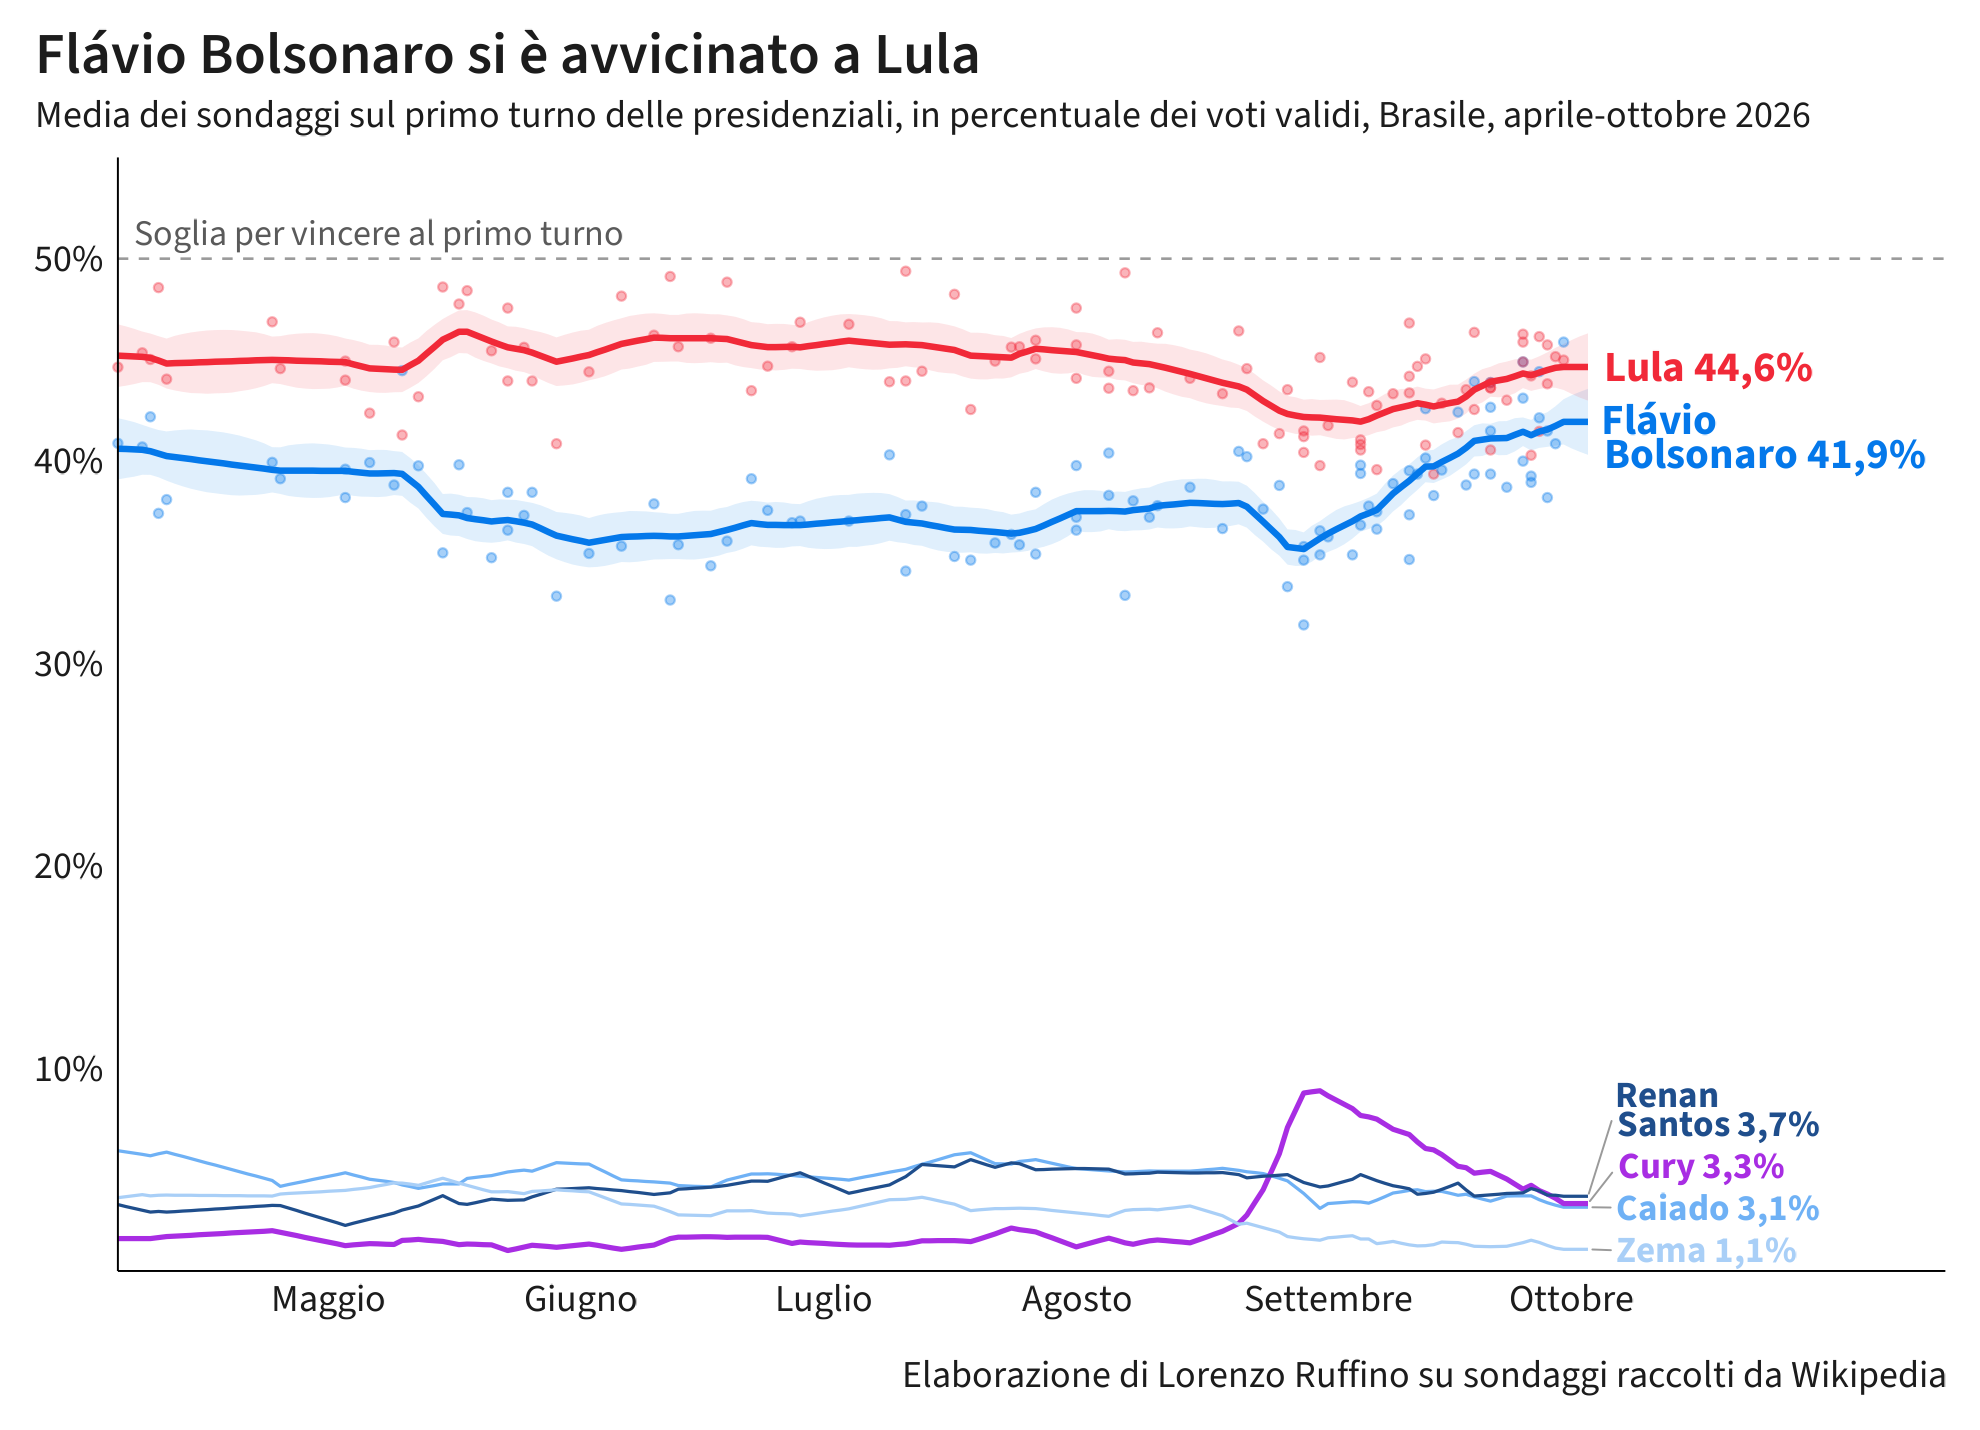 Flávio Bolsonaro si è avvicinato a Lula
Media dei sondaggi sul primo turno delle presidenziali, in percentuale dei voti validi, Brasile, aprile-ottobre 2026
Soglia per vincere al primo turno
50%
40%
30%
20%
10%
Lula 44,6%
Flávio
Bolsonaro 41,9%
Renan
Santos 3,7%
Cury 3,3%
Caiado 3,1%
Zema 1,1%
Maggio
Giugno
Luglio
Agosto
Settembre
Ottobre
Elaborazione di Lorenzo Ruffino su sondaggi raccolti da Wikipedia